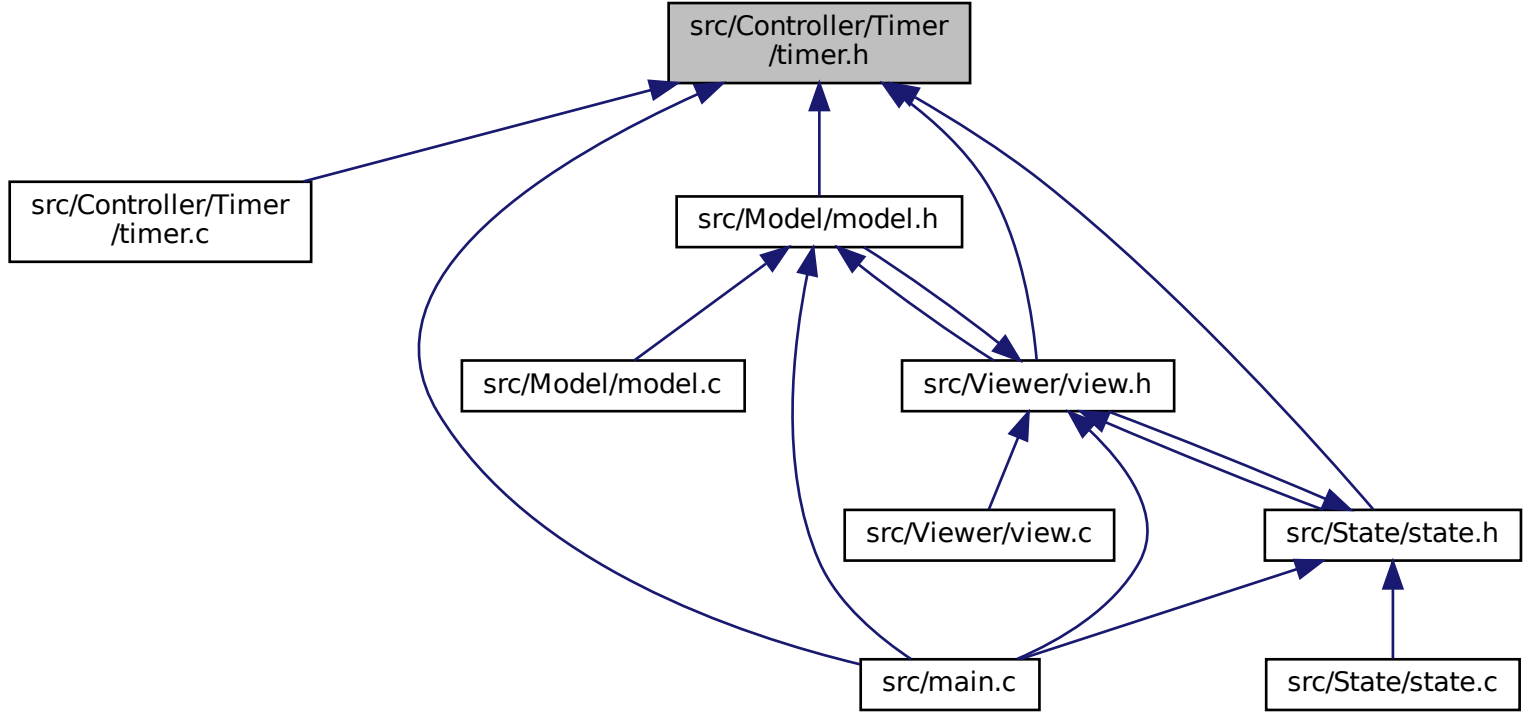 src/Controller/Timer
/timer.h
src/Controller/Timer
/timer.c
src/Model/model.h
src/Model/model.c
src/Viewer/view.h
src/Viewer/view.c
src/State/state.h
src/main.c
src/State/state.c